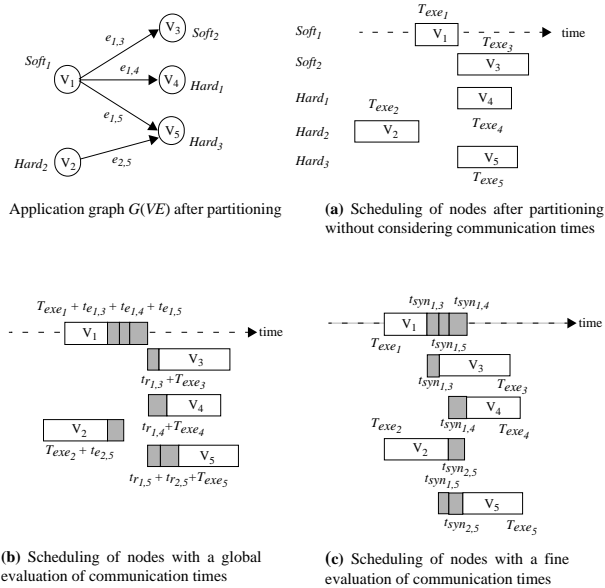 e1,3
V3
Soft2
Soft1
V1
e1,4
V4
Hard1
e1,5
V5
Hard3
Hard2
V2
e2,5
Application graph G(VE) after partitioning
Texe1
Soft1
V1
time
Texe3
Soft2
V3
Hard1
V4
Texe2
Texe4
Hard2
V2
Hard3
V5
Texe5
(a) Scheduling of nodes after partitioning
without considering communication times
Texe1 + te1,3 + te1,4 + te1,5
V1
time
V3
tr1,3 +Texe3
V4
tr1,4+Texe4
V2
Texe2 + te2,5
V5
tr1,5 + tr2,5 +Texe5
(b) Scheduling of nodes with a global
evaluation of communication times
tsyn1,3
tsyn1,4
V1
time
Texe1
tsyn1,5
V3
tsyn1,3
Texe3
V4
Texe2
tsyn1,4
Texe4
V2
tsyn2,5
tsyn1,5
V5
tsyn2,5
Texe5
(c) Scheduling of nodes with a fine
evaluation of communication times